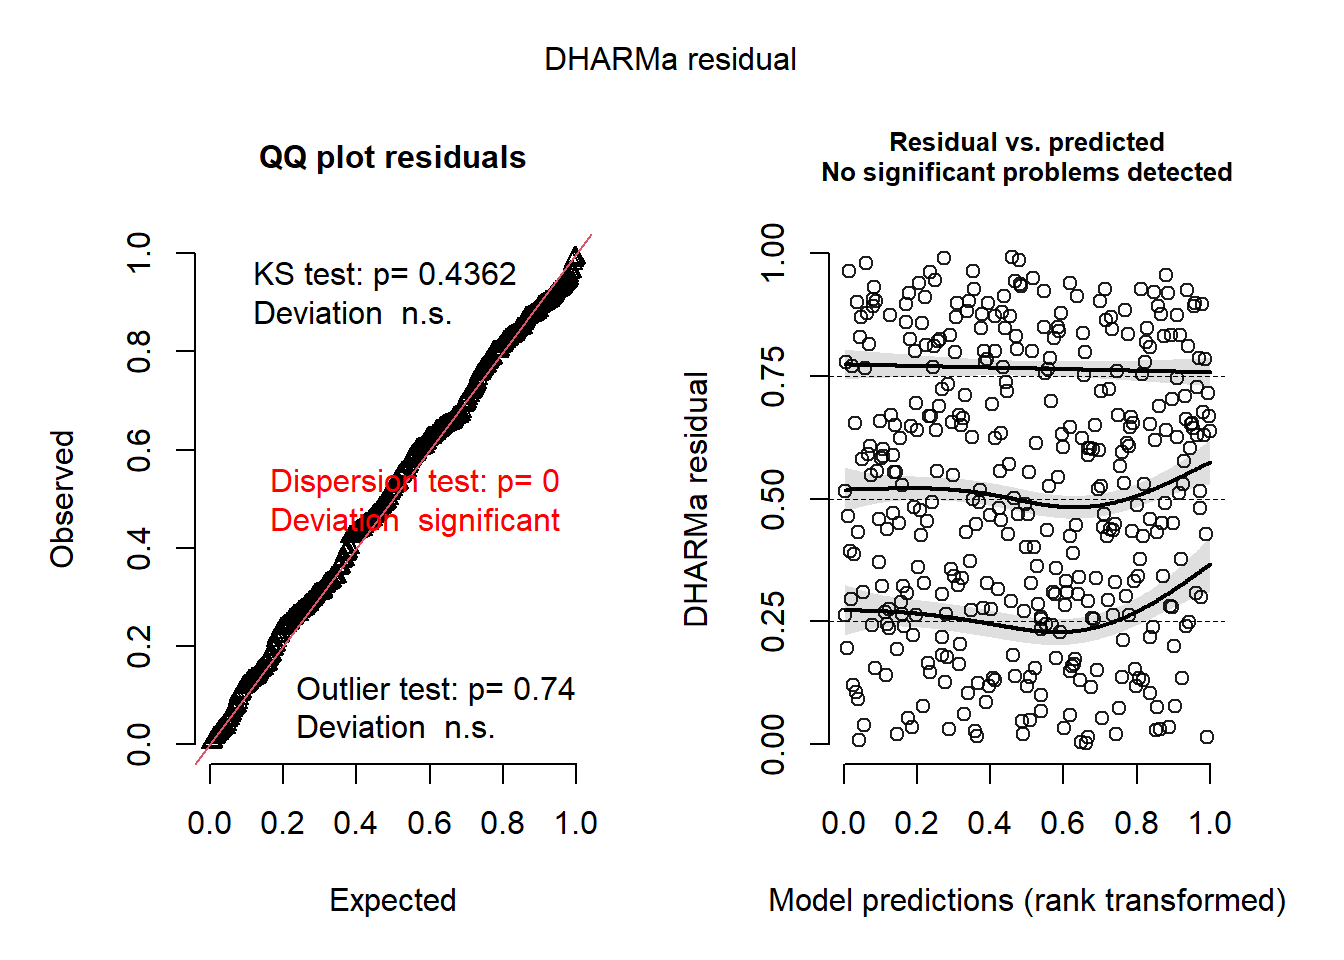 DHARMa residual
QQ plot residuals
KS test: p= 0.4362
Deviation  n.s.
Dispersion test: p= 0
Deviation  significant
Outlier test: p= 0.74
Deviation  n.s.
Observed
0.0 0.2 0.4 0.6 0.8 1.0
0.0 0.2 0.4 0.6 0.8 1.0
Expected
Residual vs. predicted
No significant problems detected
DHARMa residual
0.00 0.25 0.50 0.75 1.00
0.0 0.2 0.4 0.6 0.8 1.0
Model predictions (rank transformed)